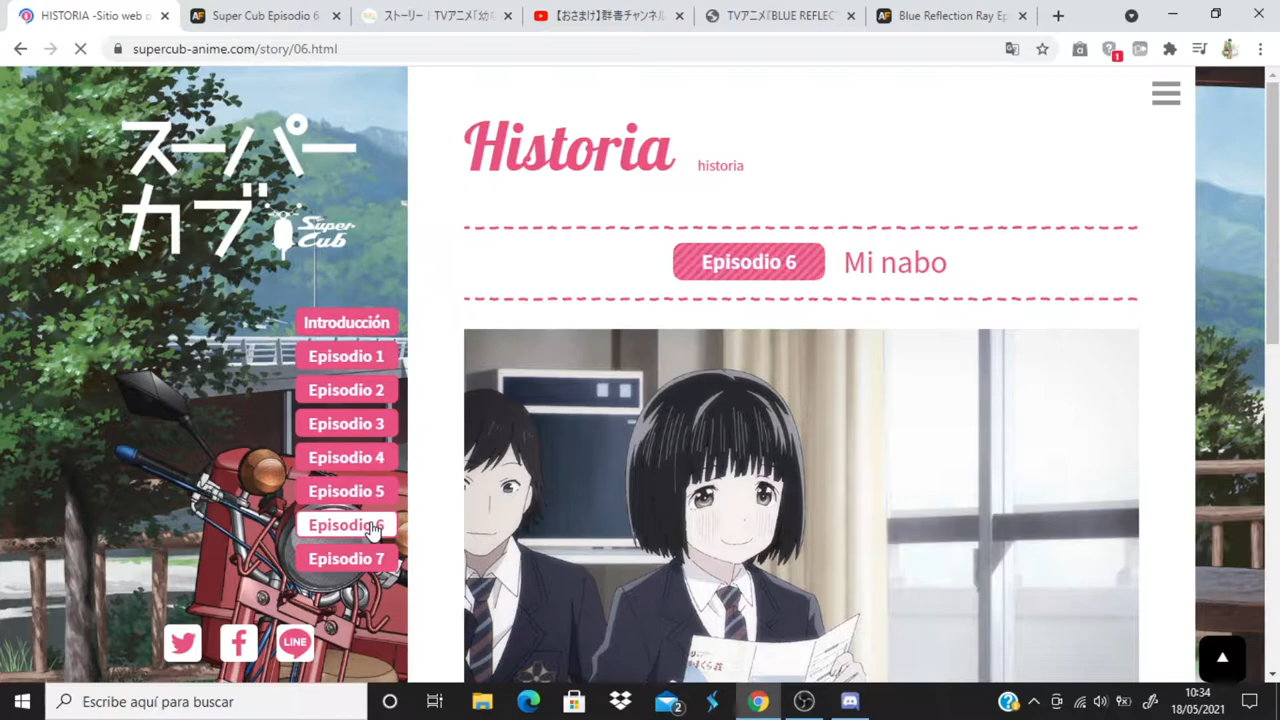 HISTORIA -Sitio web o
Super Cub Episodio 6
ストーリー | TVアニメ『幼な
【おさまけ】群青チャンネル
TVアニメ『BLUE REFLEC
Blue Reflection Ray Ep
supercub-anime.com/story/06.html
1
スーパー
カブ
Super
Cub
Historia
historia
Episodio 6
Mi nabo
Introducción
Episodio 1
Episodio 2
Episodio 3
Episodio 4
Episodio 5
Episodio 6
Episodio 7
LINE
Escribe aquí para buscar
2
10:34
18/05/2021